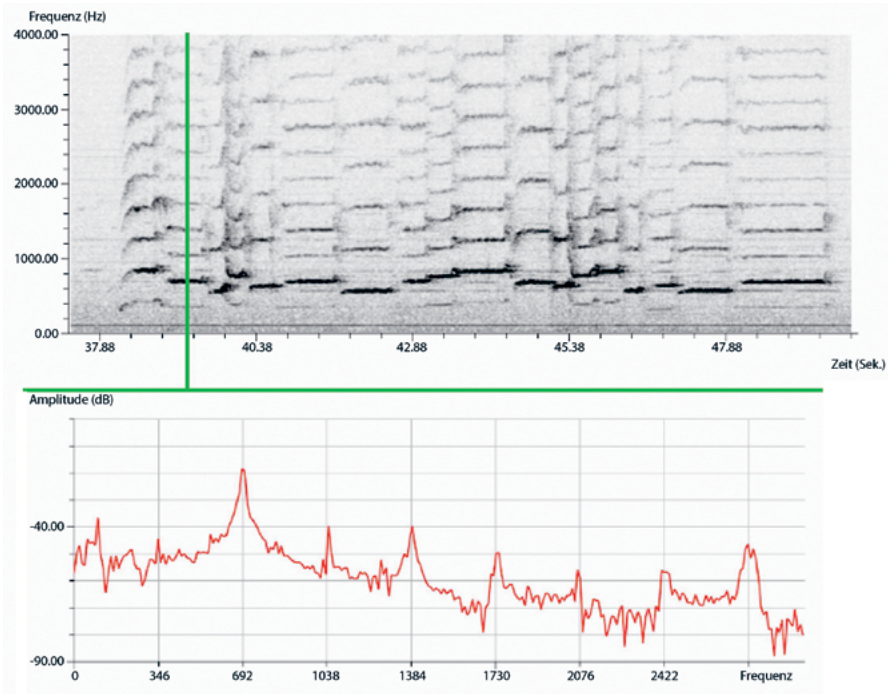 Frequenz (Hz)
4000.00
3000.00
2000.00
1000.00
0.00
37.88 40.38 42.88 45.38 47.88
Zeit (Sek.)
Amplitude (dB)
-40.00
-90.00
0 346 692 1038 1384 1730 2076 2422 Frequenz